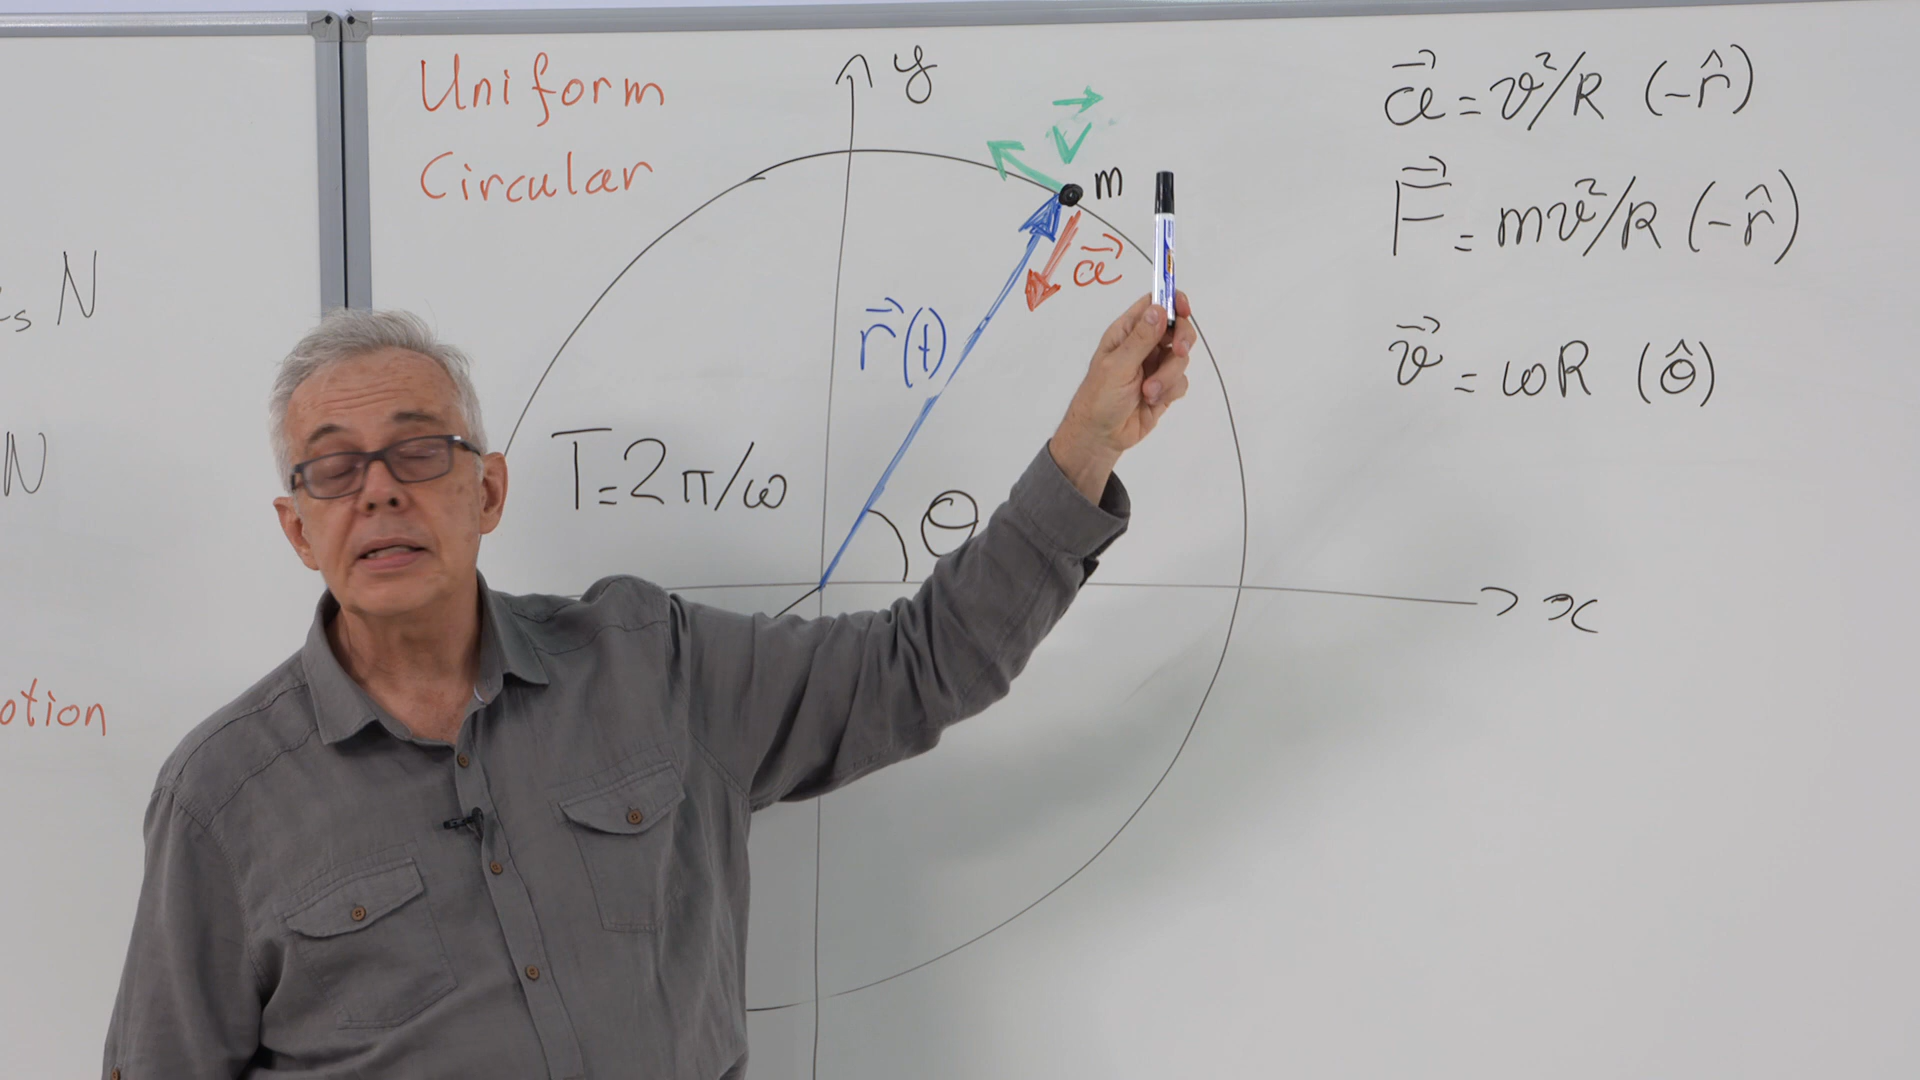 Uniform
Circular
s N
N
otion
y
v⃗
m
a⃗
r⃗(t)
T=2π/ω
θ
x
a⃗ = v²/R (-r̂)
F⃗ = mv²/R (-r̂)
v⃗ = ωR (θ̂)